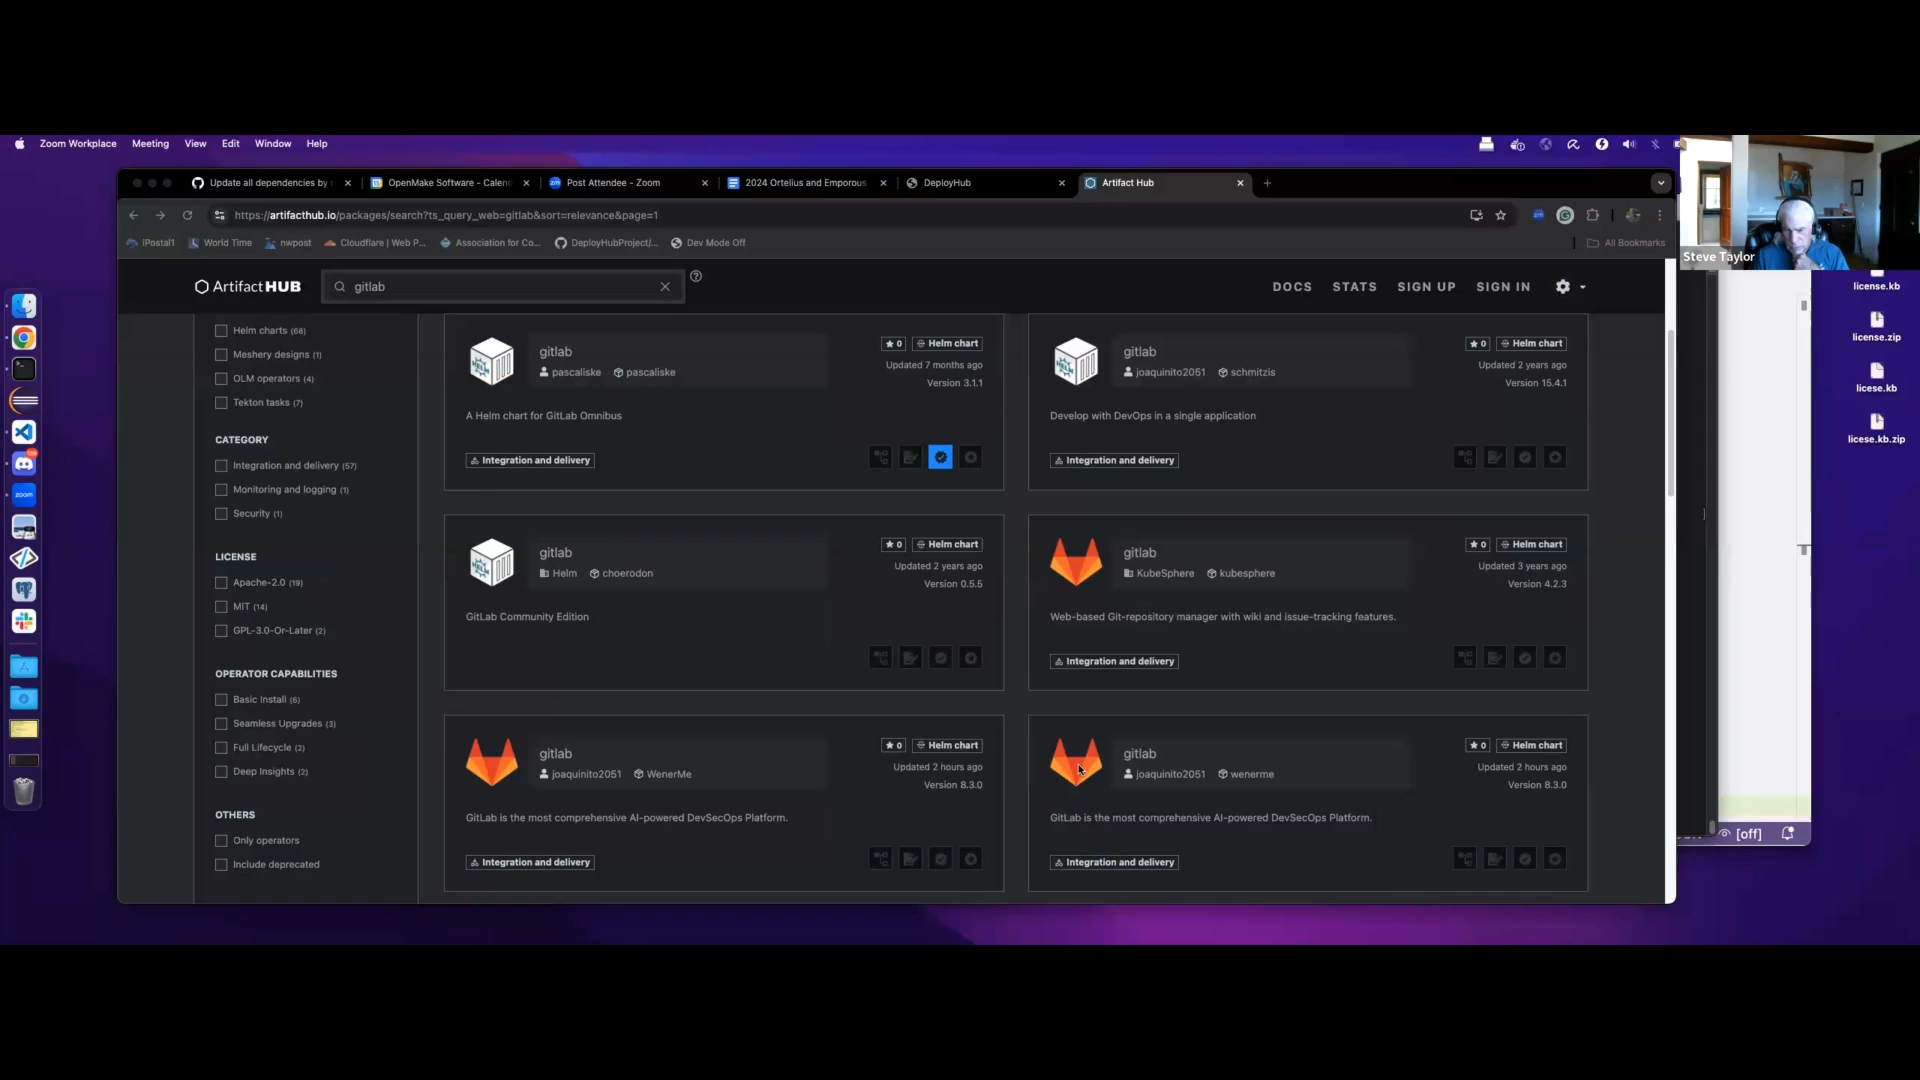 Zoom Workplace Meeting View Edit Window Help
Update all dependencies by
OpenMake Software - Calen
Post Attendee - Zoom
2024 Ortelius and Emporous
DeployHub
Artifact Hub
https://artifacthub.io/packages/search?ts_query_web=gitlab&sort=relevance&page=1
iPostal1 World Time nwpost Cloudflare | Web P... Association for Co... DeployHubProject/... Dev Mode Off All Bookmarks
Steve Taylor
license.kb
license.zip
licese.kb
licese.kb.zip
Artifact HUB
gitlab
DOCS STATS SIGN UP SIGN IN
Helm charts (68)
Meshery designs (1)
OLM operators (4)
Tekton tasks (7)
CATEGORY
Integration and delivery (57)
Monitoring and logging (1)
Security (1)
LICENSE
Apache-2.0 (19)
MIT (14)
GPL-3.0-Or-Later (2)
OPERATOR CAPABILITIES
Basic Install (6)
Seamless Upgrades (3)
Full Lifecycle (2)
Deep Insights (2)
OTHERS
Only operators
Include deprecated
gitlab
pascaliske pascaliske
0 Helm chart
Updated 7 months ago
Version 3.1.1
A Helm chart for GitLab Omnibus
Integration and delivery
gitlab
joaquinito2051 schmitzis
0 Helm chart
Updated 2 years ago
Version 15.4.1
Develop with DevOps in a single application
Integration and delivery
gitlab
Helm choerodon
0 Helm chart
Updated 2 years ago
Version 0.5.5
GitLab Community Edition
gitlab
KubeSphere kubesphere
0 Helm chart
Updated 3 years ago
Version 4.2.3
Web-based Git-repository manager with wiki and issue-tracking features.
Integration and delivery
gitlab
joaquinito2051 WenerMe
0 Helm chart
Updated 2 hours ago
Version 8.3.0
GitLab is the most comprehensive AI-powered DevSecOps Platform.
Integration and delivery
gitlab
joaquinito2051 wenerme
0 Helm chart
Updated 2 hours ago
Version 8.3.0
GitLab is the most comprehensive AI-powered DevSecOps Platform.
Integration and delivery
[off]
zoom